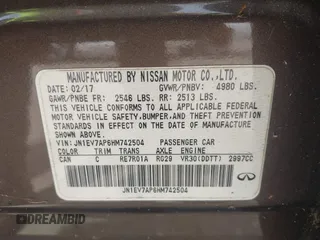 MANUFACTURED BY NISSAN MOTOR CO.,LTD.
DATE: 02/17 GVWR/PNBV: 4980 LBS.
GAWR/PNBE FR: 2546 LBS. RR: 2513 LBS.
THIS VEHICLE CONFORMS TO ALL APPLICABLE FEDERAL
MOTOR VEHICLE SAFETY,BUMPER,AND THEFT PREVENTION
STANDARDS IN EFFECT ON THE DATE OF MANUFACTURE
SHOWN ABOVE.
VIN: JN1EV7AP6HM742504 PASSENGER CAR
COLOR TRIM TRANS AXLE ENGINE
CAN C RE7R01A RG29 VR30(DDTT) 2997CC
JN1EV7AP6HM742504
INFINITI
DREAMBID